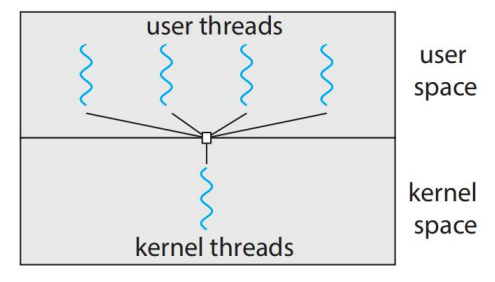 user threads
user
space
kernel
space
kernel threads